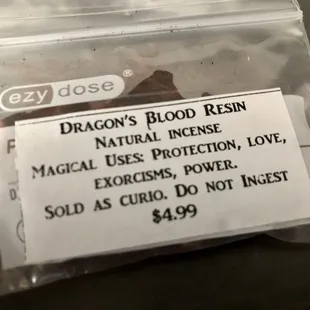 ezy dose®
DRAGON'S BLOOD RESIN
NATURAL INCENSE
MAGICAL USES: PROTECTION, LOVE,
EXORCISMS, POWER.
SOLD AS CURIO. DO NOT INGEST
$4.99